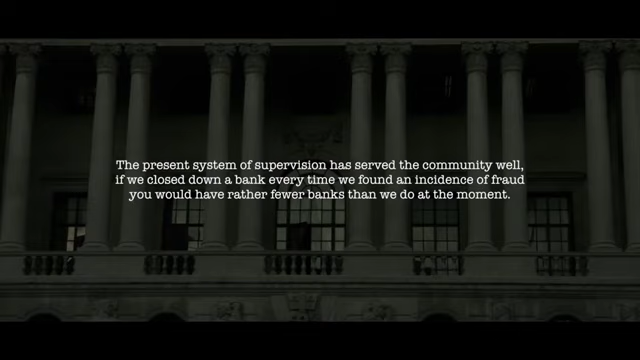 The present system of supervision has served the community well,
if we closed down a bank every time we found an incidence of fraud
you would have rather fewer banks than we do at the moment.